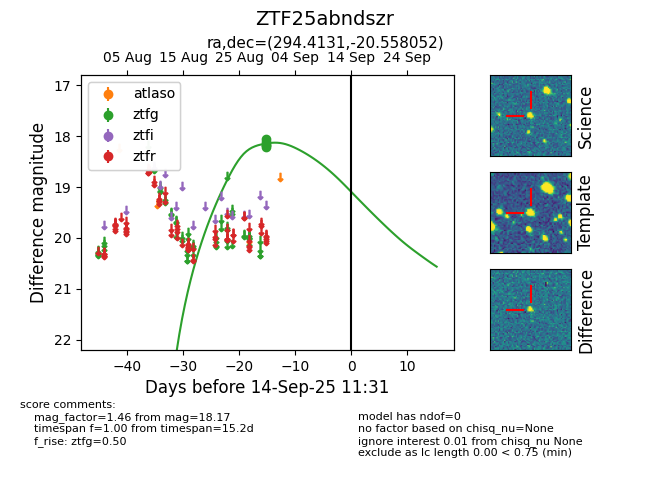 ZTF25abndszr
ra,dec=(294.4131,-20.558052)
05 Aug 15 Aug 25 Aug 04 Sep 14 Sep 24 Sep
17
18
19
20
21
22
Difference magnitude
atlaso
ztfg
ztfi
ztfr
−40 −30 −20 −10 0 10
Days before 14-Sep-25 11:31
Science
Template
Difference
score comments:
mag_factor=1.46 from mag=18.17
timespan f=1.00 from timespan=15.2d
f_rise: ztfg=0.50
model has ndof=0
no factor based on chisq_nu=None
ignore interest 0.01 from chisq_nu None
exclude as lc length 0.00 < 0.75 (min)